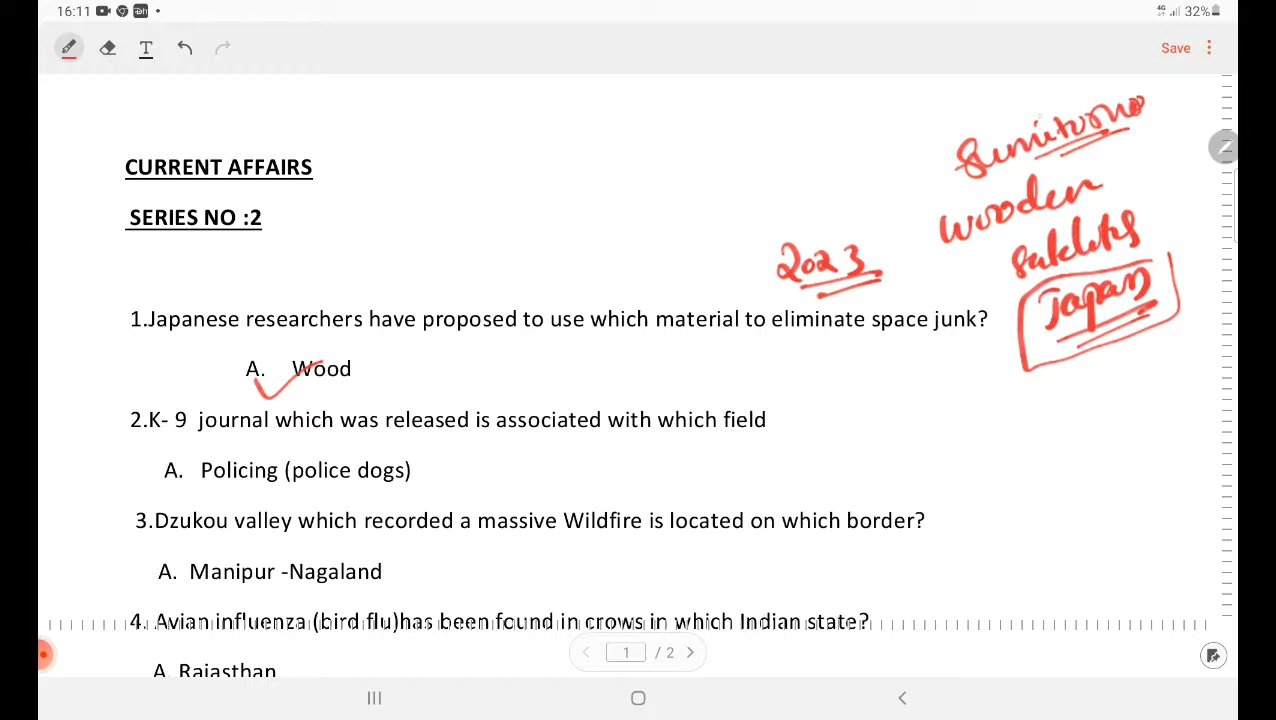 16:11
4G 32%
Save
Sumitomo
wooden
satelites
Japan
CURRENT AFFAIRS
SERIES NO :2
2023
1.Japanese researchers have proposed to use which material to eliminate space junk?
A. Wood
2.K- 9 journal which was released is associated with which field
A. Policing (police dogs)
3.Dzukou valley which recorded a massive Wildfire is located on which border?
A. Manipur -Nagaland
4. Avian influenza (bird flu)has been found in crows in which Indian state?
A. Rajasthan
1 / 2